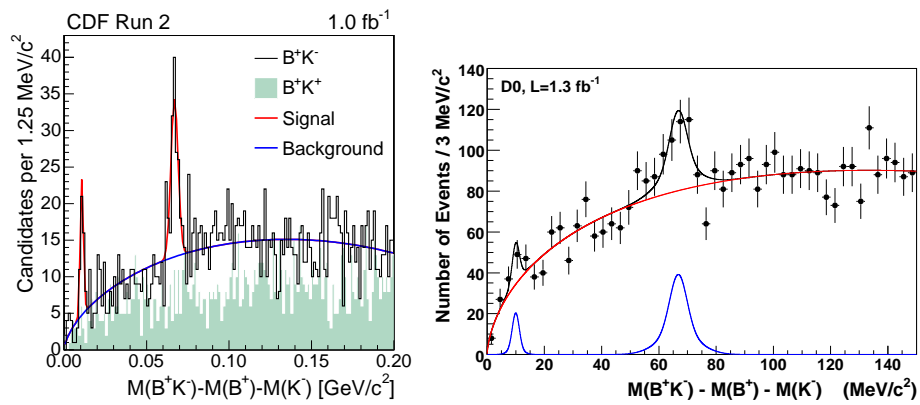 CDF Run 2 1.0 fb⁻¹
Candidates per 1.25 MeV/c²
40
35
30
25
20
15
10
5
0
B⁺K⁻
B⁺K⁺
Signal
Background
0.00 0.05 0.10 0.15 0.20
M(B⁺K⁻)-M(B⁺)-M(K⁻) [GeV/c²]
Number of Events / 3 MeV/c²
140
120
100
80
60
40
20
0
D0, L=1.3 fb⁻¹
0 20 40 60 80 100 120 140
M(B⁺K⁻) - M(B⁺) - M(K⁻) (MeV/c²)